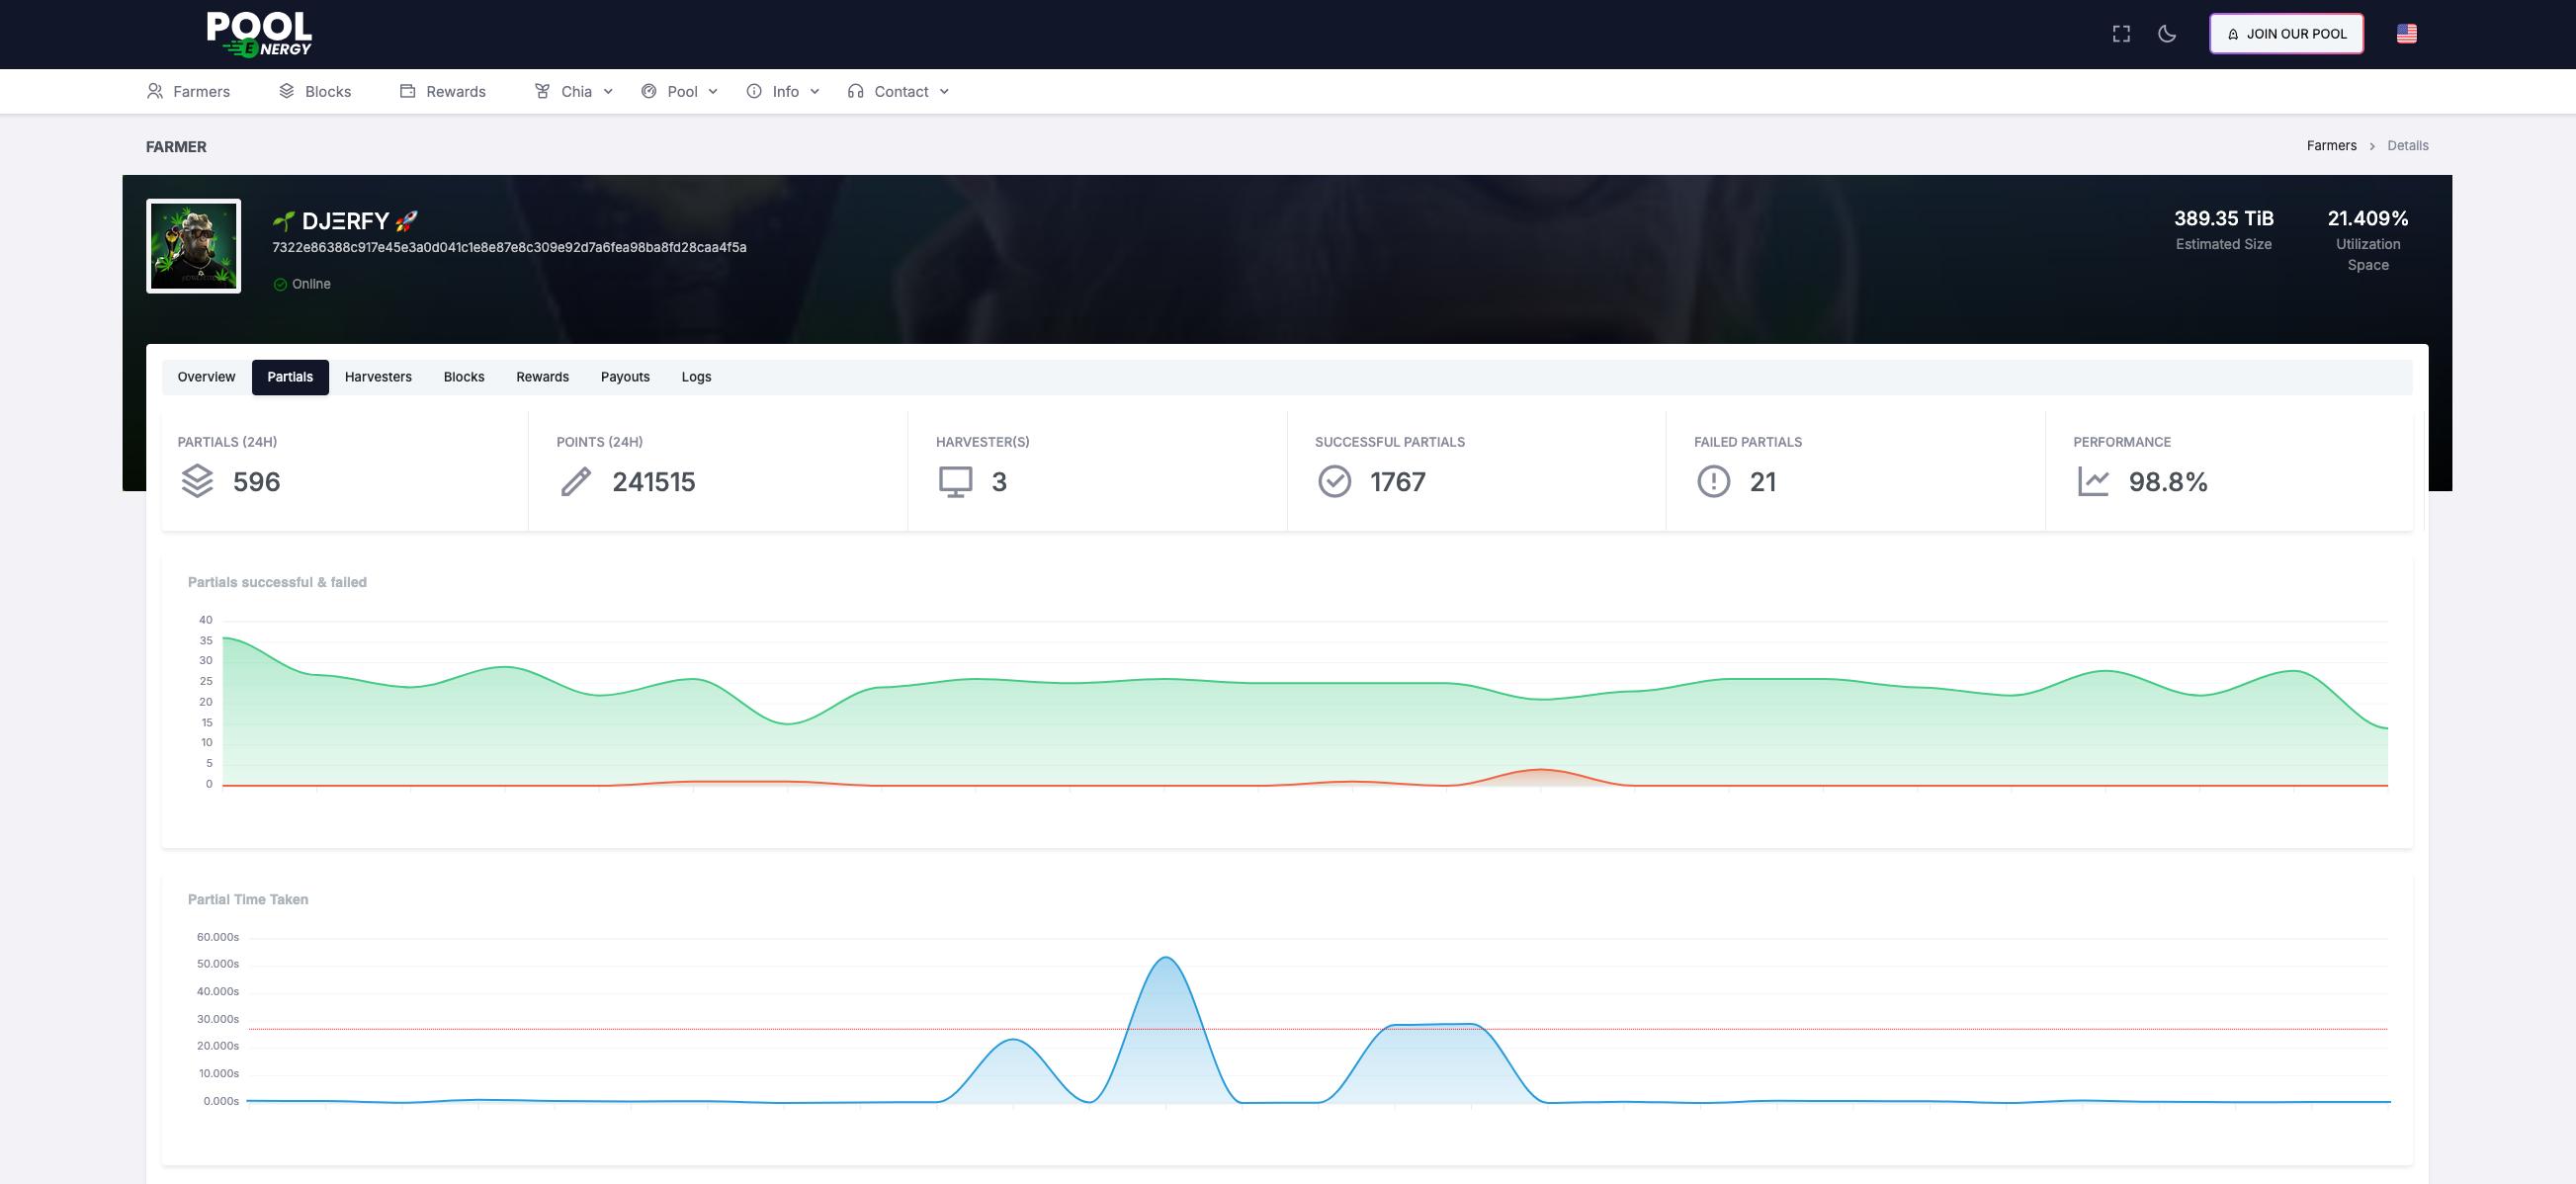 POOL
ENERGY
JOIN OUR POOL
Farmers
Blocks
Rewards
Chia
Pool
Info
Contact
FARMER
Farmers > Details
🌱 DJΞRFY 🚀
7322e86388c917e45e3a0d041c1e8e87e8c309e92d7a6fea98ba8fd28caa4f5a
Online
389.35 TiB
Estimated Size
21.409%
Utilization
Space
Overview
Partials
Harvesters
Blocks
Rewards
Payouts
Logs
PARTIALS (24H)
596
POINTS (24H)
241515
HARVESTER(S)
3
SUCCESSFUL PARTIALS
1767
FAILED PARTIALS
21
PERFORMANCE
98.8%
Partials successful & failed
40
35
30
25
20
15
10
5
0
Partial Time Taken
60.000s
50.000s
40.000s
30.000s
20.000s
10.000s
0.000s